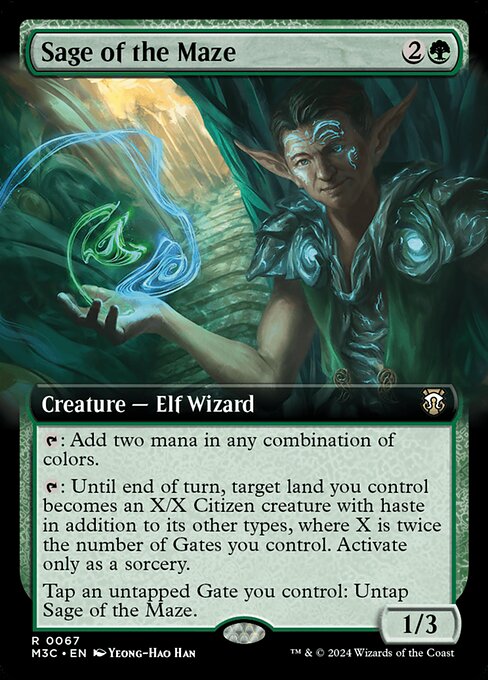 Sage of the Maze 2
Creature — Elf Wizard
: Add two mana in any combination of
colors.
: Until end of turn, target land you control
becomes an X/X Citizen creature with haste
in addition to its other types, where X is twice
the number of Gates you control. Activate
only as a sorcery.
Tap an untapped Gate you control: Untap
Sage of the Maze.
1/3
R 0067
M3C • EN Yeong-Hao Han
™ & © 2024 Wizards of the Coast